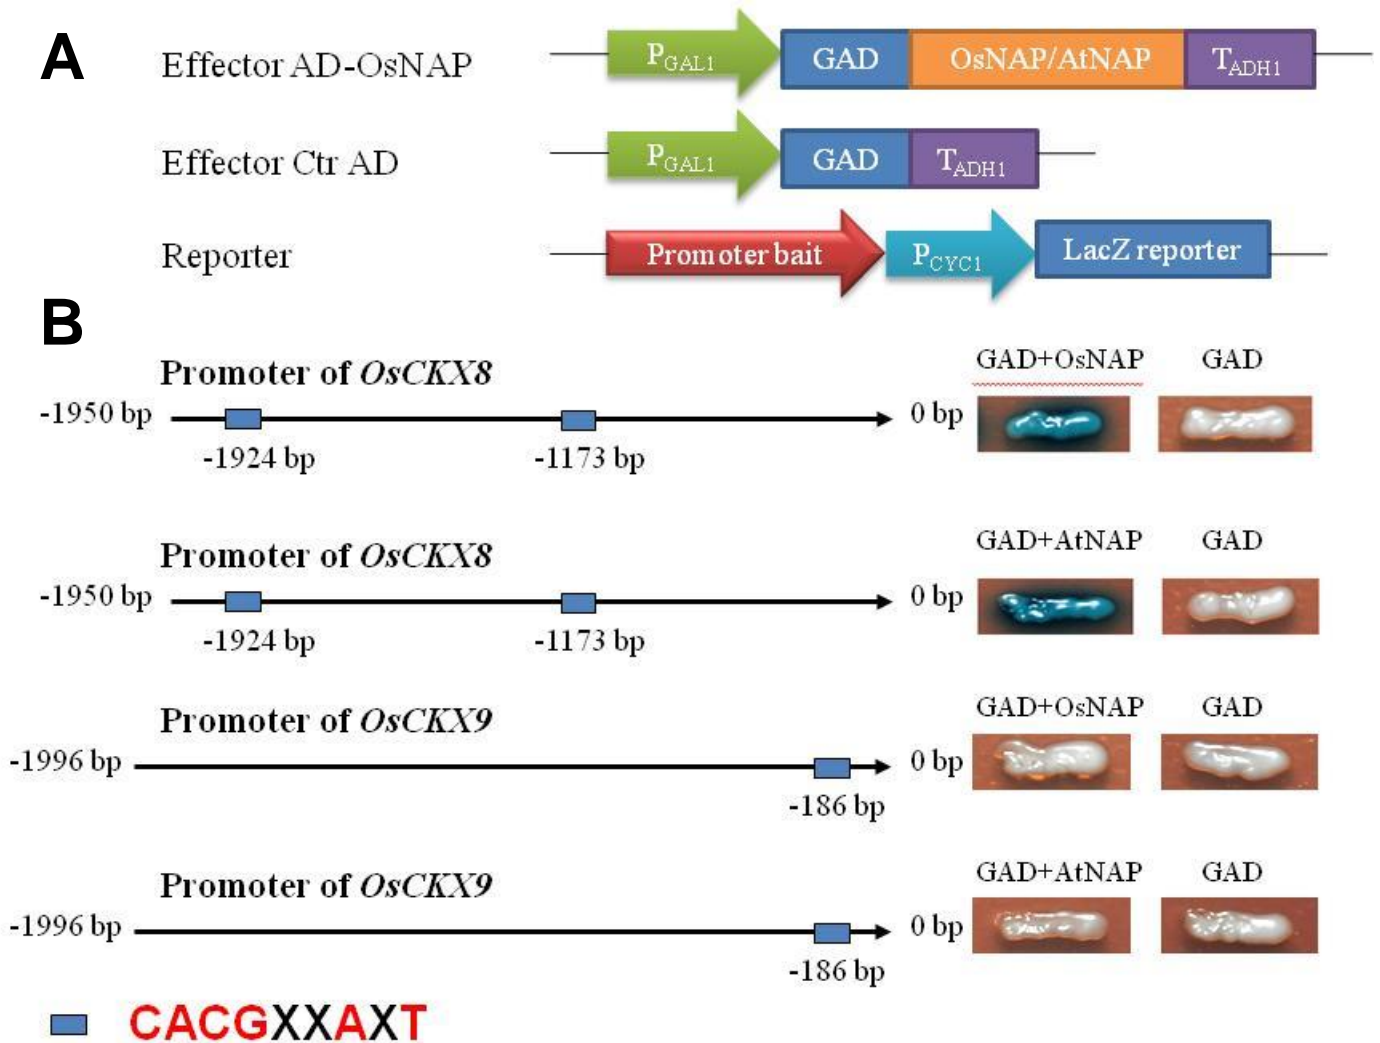 A
Effector AD-OsNAP
PGAL1 GAD OsNAP/AtNAP TADH1
Effector Ctr AD
PGAL1 GAD TADH1
Reporter
Promoter bait PCYC1 LacZ reporter
B
Promoter of OsCKX8
GAD+OsNAP GAD
-1950 bp 0 bp
-1924 bp -1173 bp
Promoter of OsCKX8
GAD+AtNAP GAD
-1950 bp 0 bp
-1924 bp -1173 bp
Promoter of OsCKX9
GAD+OsNAP GAD
-1996 bp 0 bp
-186 bp
Promoter of OsCKX9
GAD+AtNAP GAD
-1996 bp 0 bp
-186 bp
CACGXXAXT